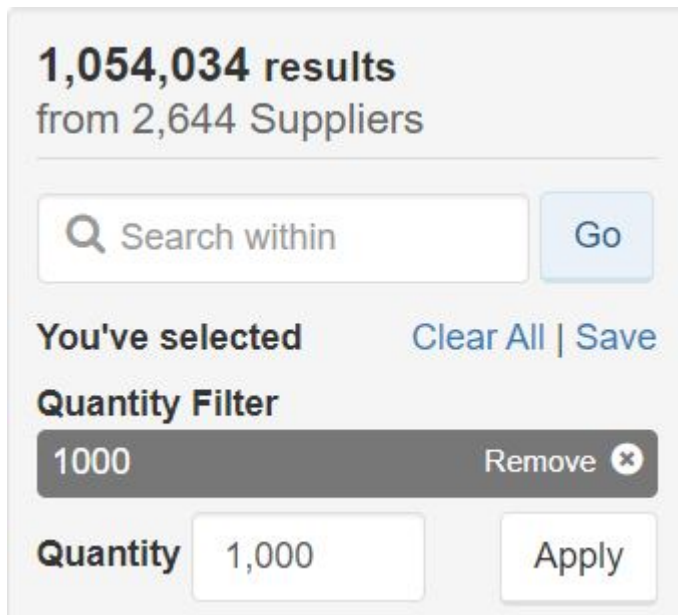 1,054,034 results
from 2,644 Suppliers
Search within Go
You've selected Clear All | Save
Quantity Filter
1000 Remove
Quantity 1,000 Apply